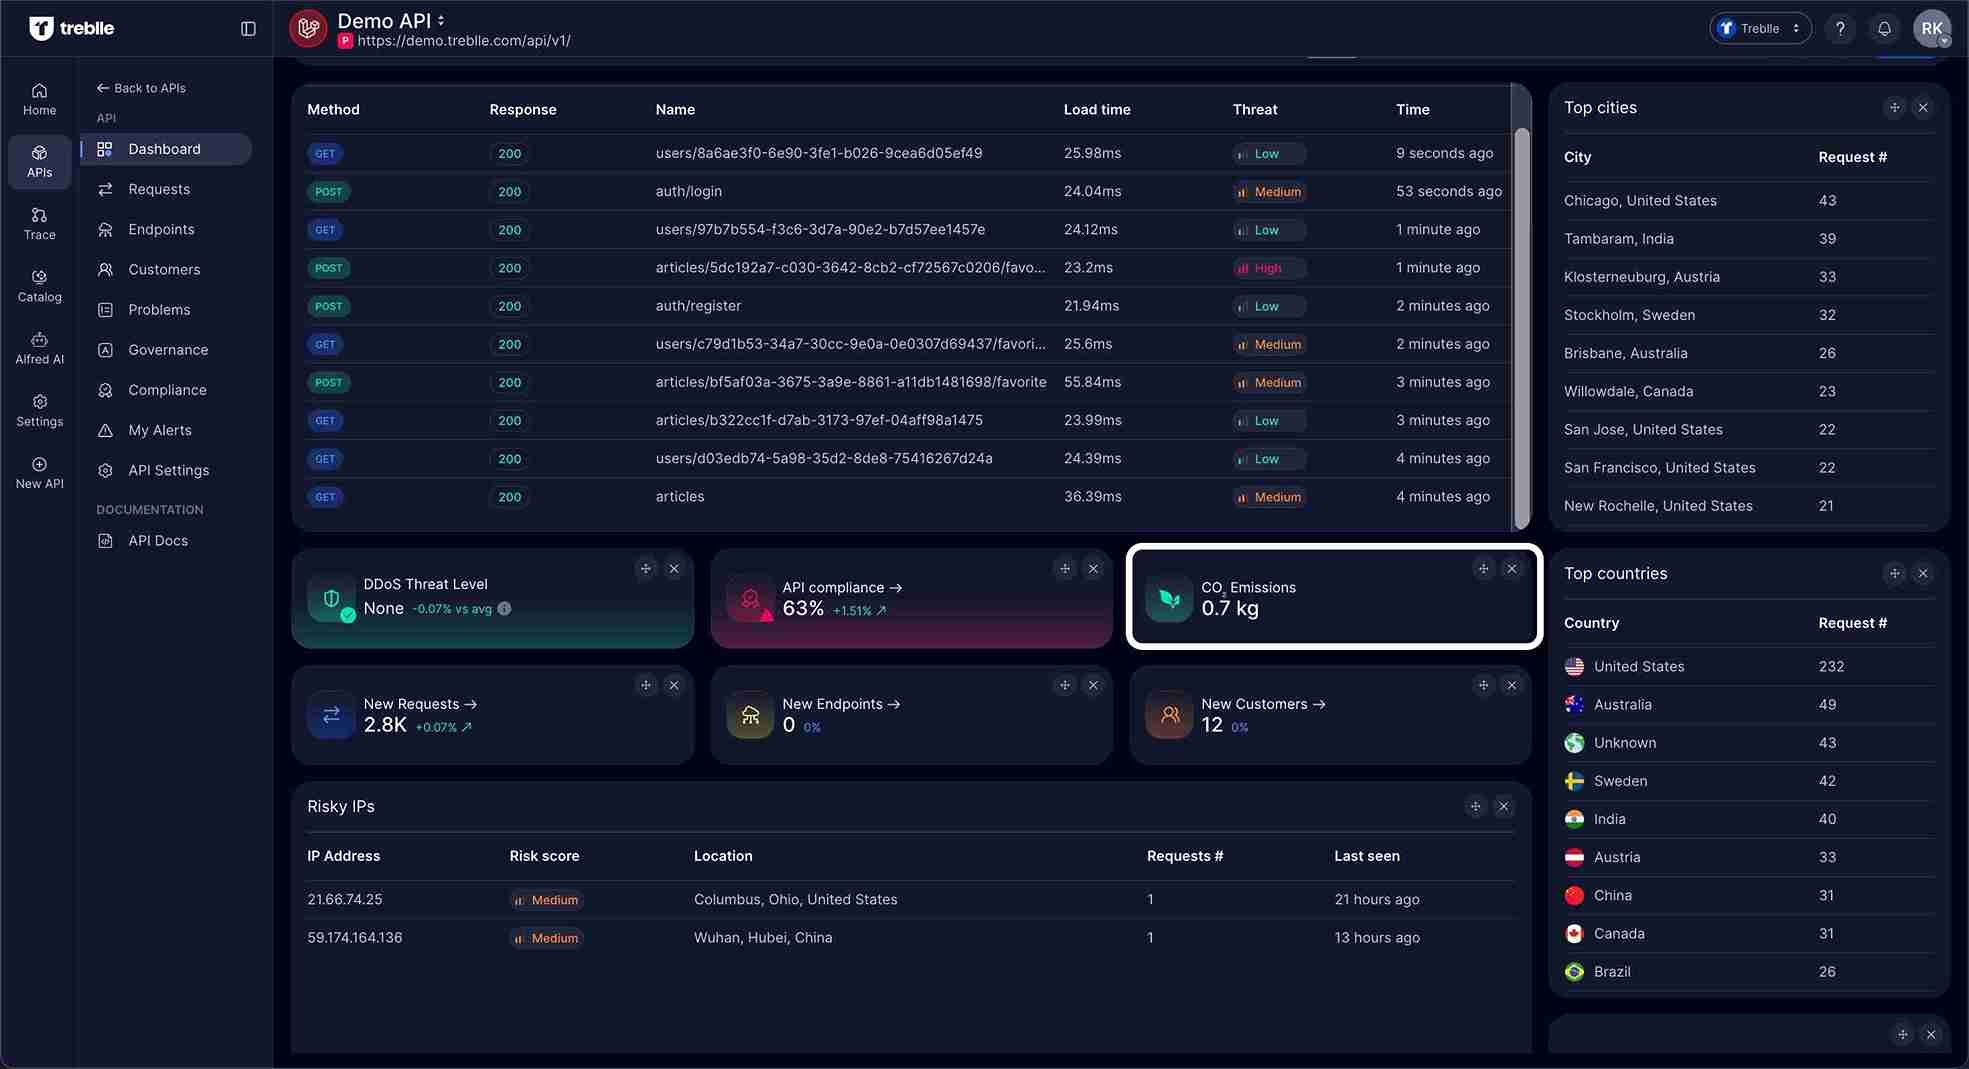 treblle
Demo API
P https://demo.treblle.com/api/v1/
Treblle
?
RK
Home
APIs
Trace
Catalog
Alfred AI
Settings
New API
← Back to APIs
API
Dashboard
Requests
Endpoints
Customers
Problems
Governance
Compliance
My Alerts
API Settings
DOCUMENTATION
API Docs
Method Response Name Load time Threat Time
GET 200 users/8a6ae3f0-6e90-3fe1-b026-9cea6d05ef49 25.98ms Low 9 seconds ago
POST 200 auth/login 24.04ms Medium 53 seconds ago
GET 200 users/97b7b554-f3c6-3d7a-90e2-b7d57ee1457e 24.12ms Low 1 minute ago
POST 200 articles/5dc192a7-c030-3642-8cb2-cf72567c0206/favo... 23.2ms High 1 minute ago
POST 200 auth/register 21.94ms Low 2 minutes ago
GET 200 users/c79d1b53-34a7-30cc-9e0a-0e0307d69437/favori... 25.6ms Medium 2 minutes ago
POST 200 articles/bf5af03a-3675-3a9e-8861-a11db1481698/favorite 55.84ms Medium 3 minutes ago
GET 200 articles/b322cc1f-d7ab-3173-97ef-04aff98a1475 23.99ms Low 3 minutes ago
GET 200 users/d03edb74-5a98-35d2-8de8-75416267d24a 24.39ms Low 4 minutes ago
GET 200 articles 36.39ms Medium 4 minutes ago
DDoS Threat Level
None -0.07% vs avg
API compliance →
63% +1.51% ↗
CO₂ Emissions
0.7 kg
New Requests →
2.8K +0.07% ↗
New Endpoints →
0 0%
New Customers →
12 0%
Risky IPs
IP Address Risk score Location Requests # Last seen
21.66.74.25 Medium Columbus, Ohio, United States 1 21 hours ago
59.174.164.136 Medium Wuhan, Hubei, China 1 13 hours ago
Top cities
City Request #
Chicago, United States 43
Tambaram, India 39
Klosterneuburg, Austria 33
Stockholm, Sweden 32
Brisbane, Australia 26
Willowdale, Canada 23
San Jose, United States 22
San Francisco, United States 22
New Rochelle, United States 21
Top countries
Country Request #
United States 232
Australia 49
Unknown 43
Sweden 42
India 40
Austria 33
China 31
Canada 31
Brazil 26